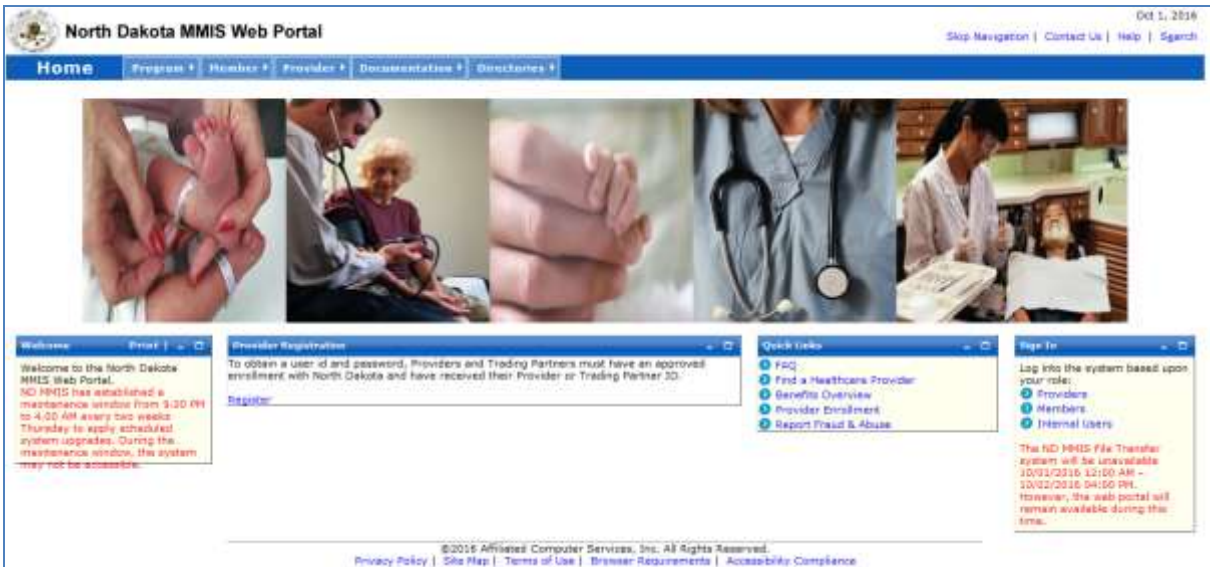 Oct 1, 2016
North Dakota MMIS Web Portal
Skip Navigation | Contact Us | Help | Search
Home Program Member Provider Documentation Directories
Welcome Print |
Welcome to the North Dakota
MMIS Web Portal.
ND MMIS has established a
maintenance window from 9:30 PM
to 4:00 AM every two weeks
Thursday to apply scheduled
system upgrades. During the
maintenance window, the system
may not be accessible.
Provider Registration
To obtain a user id and password, Providers and Trading Partners must have an approved
enrollment with North Dakota and have received their Provider or Trading Partner ID.
Register
Quick Links
FAQ
Find a Healthcare Provider
Benefits Overview
Provider Enrollment
Report Fraud & Abuse
Sign In
Log into the system based upon
your role:
Providers
Members
Internal Users
The ND MMIS File Transfer
system will be unavailable
10/01/2016 12:00 AM –
10/02/2016 04:00 PM.
However, the web portal will
remain available during this
time.
©2016 Affiliated Computer Services, Inc. All Rights Reserved.
Privacy Policy | Site Map | Terms of Use | Browser Requirements | Accessibility Compliance